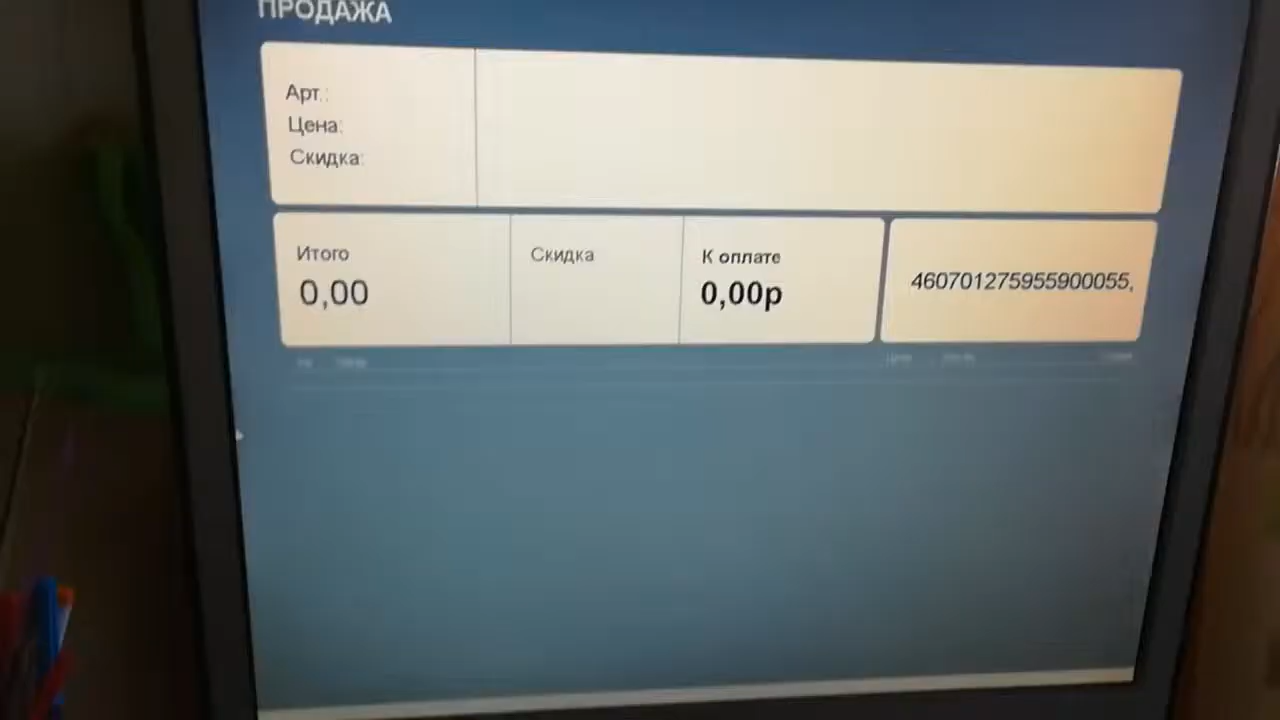 ПРОДАЖА
Арт.:
Цена:
Скидка:
Итого
Скидка
К оплате
0,00
0,00р
460701275955900055,